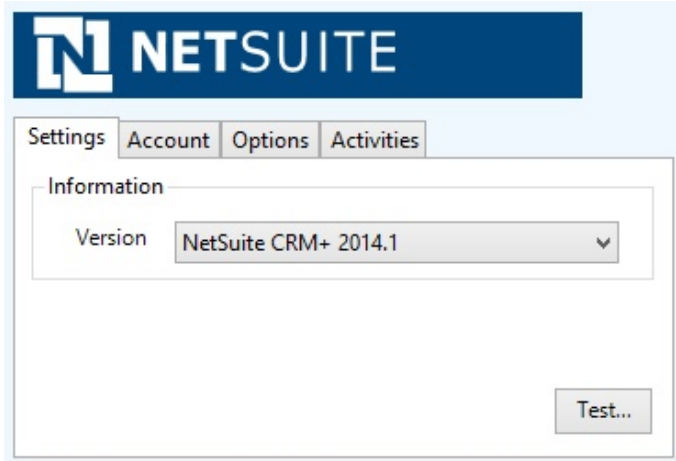 NETSUITE
Settings Account Options Activities
Information
Version NetSuite CRM+ 2014.1
Test...